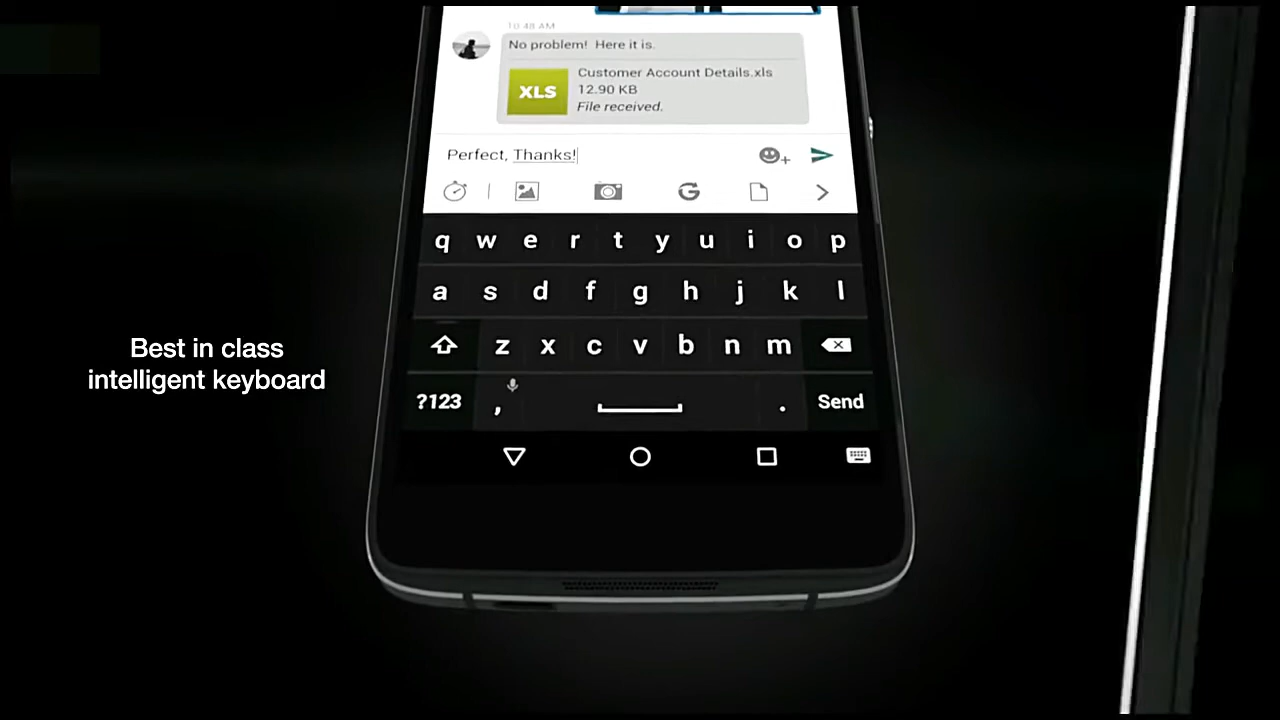 10:48 AM
No problem! Here it is.
XLS
Customer Account Details.xls
12.90 KB
File received.
Perfect, Thanks!
q w e r t y u i o p
a s d f g h j k l
z x c v b n m
?123 , . Send
Best in class
intelligent keyboard